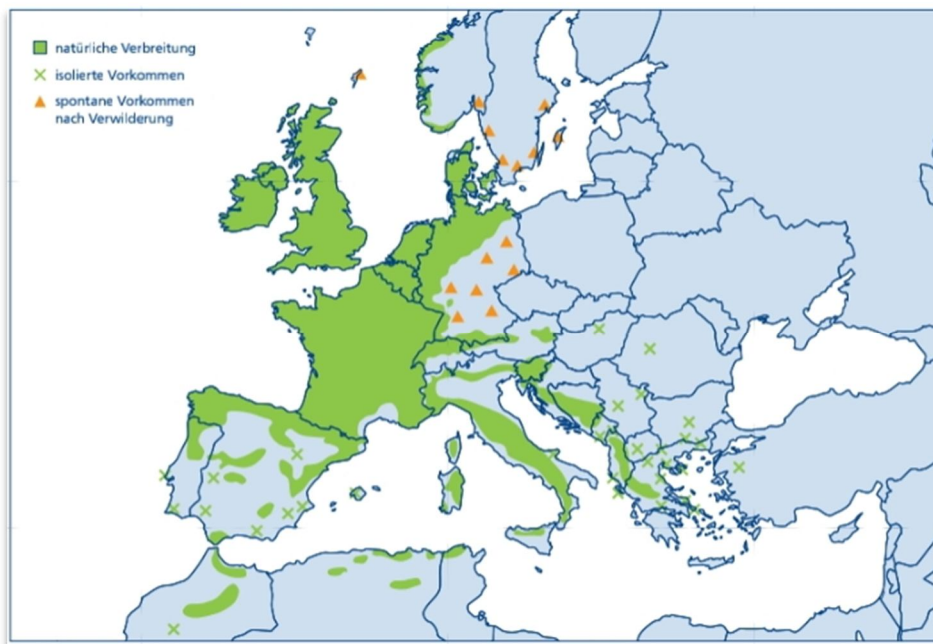 natürliche Verbreitung
isolierte Vorkommen
spontane Vorkommen
nach Verwilderung